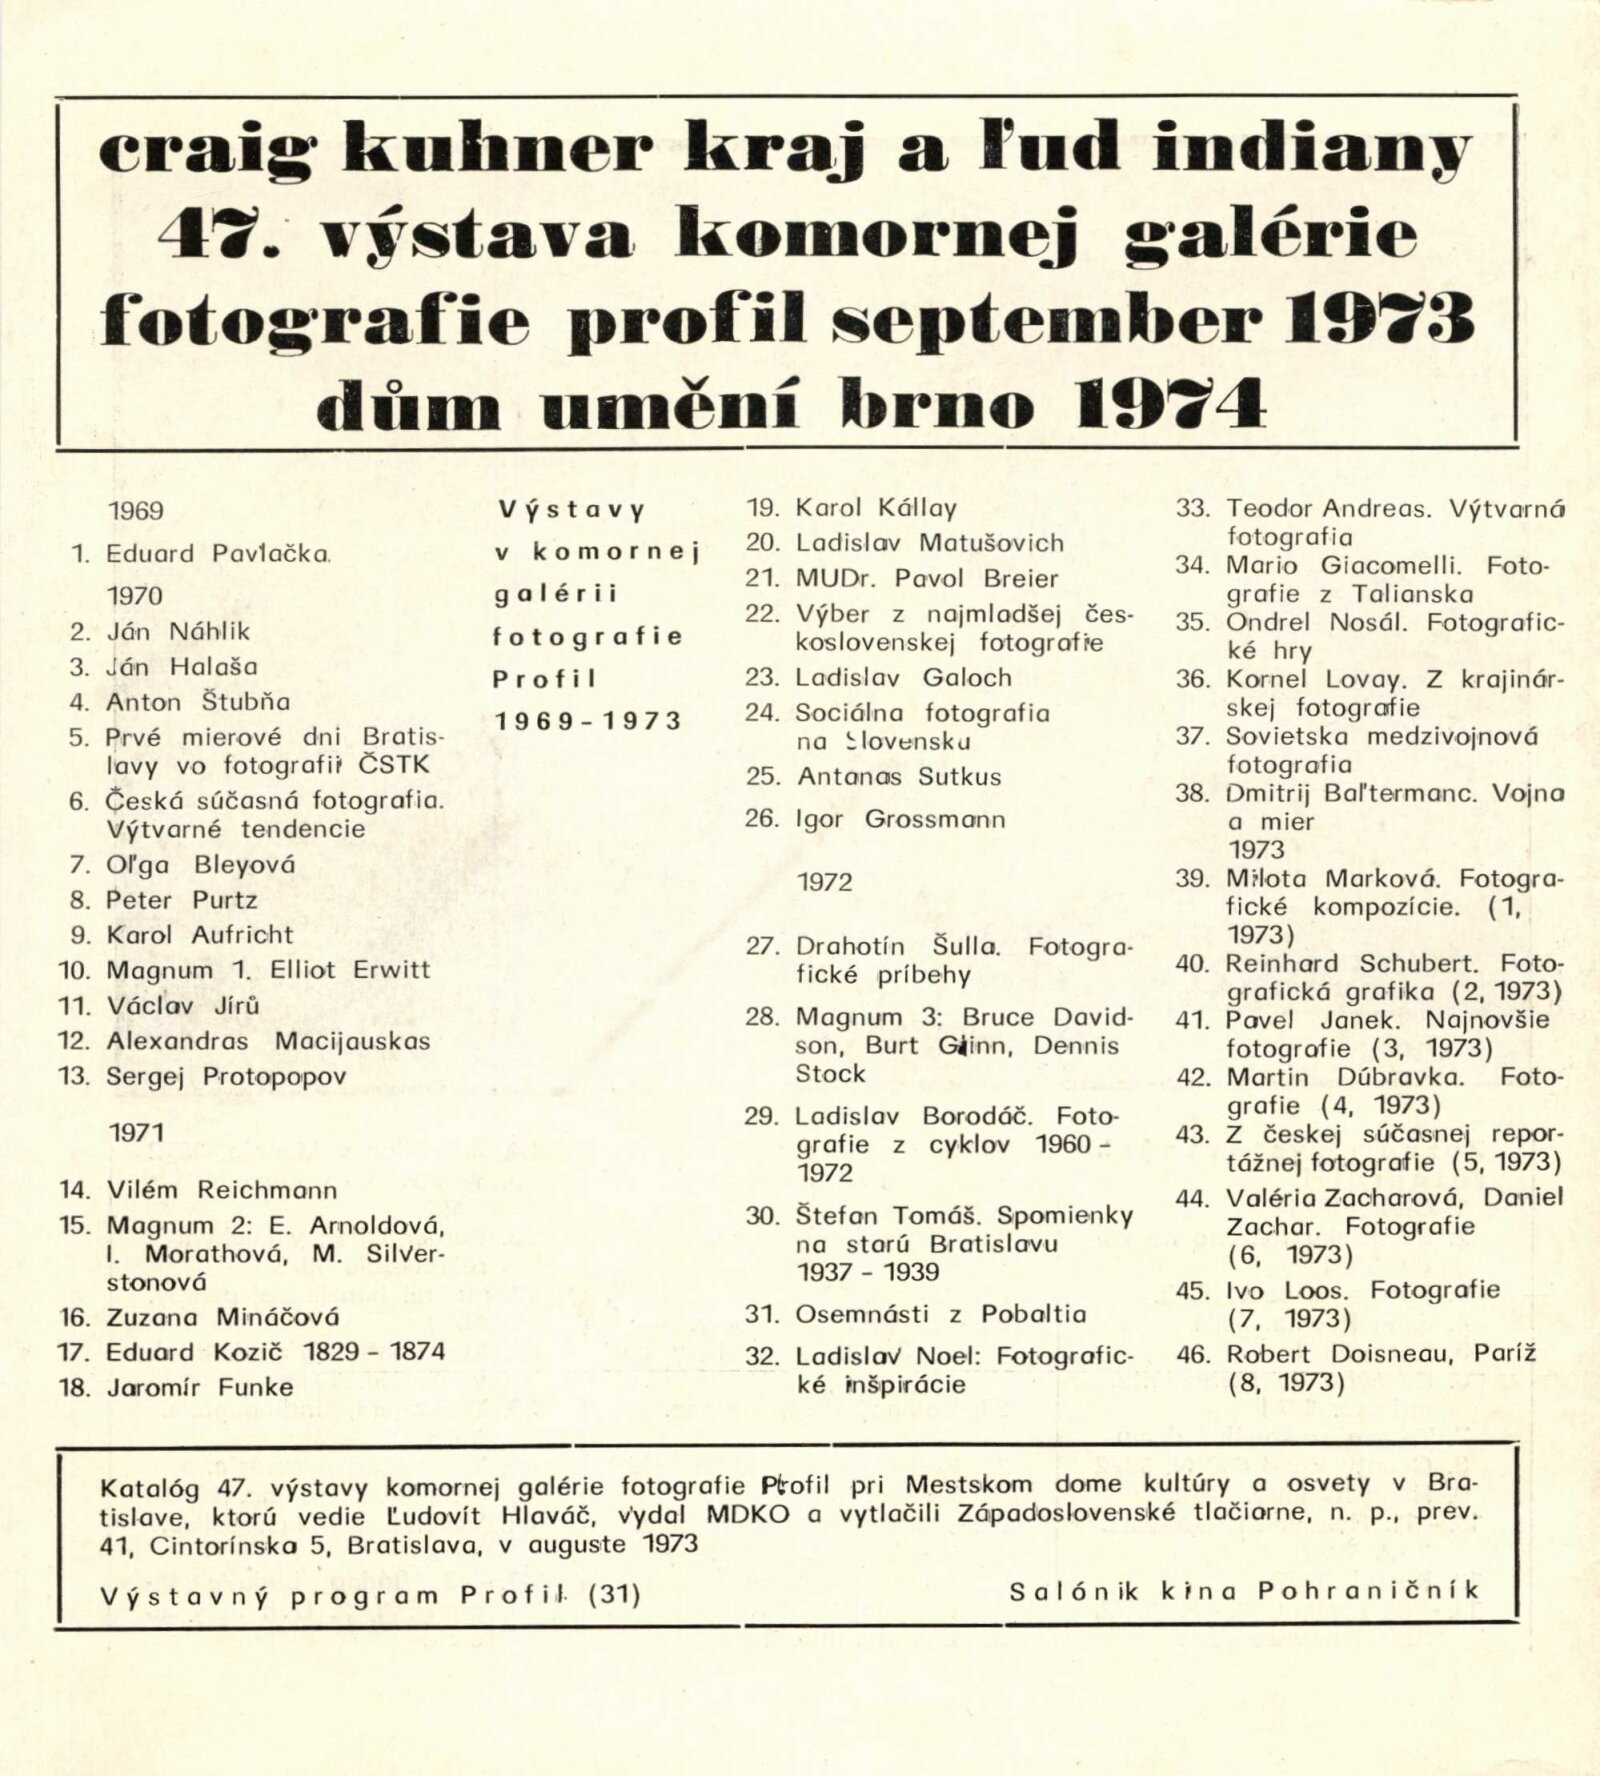 craig kuhner kraj a ľud indiany
47. výstava komornej galérie
fotografie profil september 1973
dům umění brno 1974
1969
1. Eduard Pavlačka.
1970
2. Ján Náhlik
3. Ján Halaša
4. Anton Štubňa
5. Prvé mierové dni Bratis-
lavy vo fotografii ČSTK
6. Česká súčasná fotografia.
Výtvarné tendencie
7. Oľga Bleyová
8. Peter Purtz
9. Karol Aufricht
10. Magnum 1. Elliot Erwitt
11. Václav Jírů
12. Alexandras Macijauskas
13. Sergej Protopopov
1971
14. Vilém Reichmann
15. Magnum 2: E. Arnoldová,
I. Morathová, M. Silver-
stonová
16. Zuzana Mináčová
17. Eduard Kozič 1829 - 1874
18. Jaromír Funke
Výstavy
v komornej
galérii
fotografie
Profil
1969-1973
19. Karol Kállay
20. Ladislav Matušovich
21. MUDr. Pavol Breier
22. Výber z najmladšej čes-
koslovenskej fotografie
23. Ladislav Galoch
24. Sociálna fotografia
na Slovensku
25. Antanas Sutkus
26. Igor Grossmann
1972
27. Drahotín Šulla. Fotogra-
fické príbehy
28. Magnum 3: Bruce David-
son, Burt Glinn, Dennis
Stock
29. Ladislav Borodáč. Foto-
grafie z cyklov 1960 -
1972
30. Štefan Tomáš. Spomienky
na starú Bratislavu
1937 - 1939
31. Osemnásti z Pobaltia
32. Ladislav Noel: Fotografic-
ké inšpirácie
33. Teodor Andreas. Výtvarná
fotografia
34. Mario Giacomelli. Foto-
grafie z Talianska
35. Ondrel Nosál. Fotografic-
ké hry
36. Kornel Lovay. Z krajinár-
skej fotografie
37. Sovietska medzivojnová
fotografia
38. Dmitrij Baľtermanc. Vojna
a mier
1973
39. Milota Marková. Fotogra-
fické kompozície. (1,
1973)
40. Reinhard Schubert. Foto-
grafická grafika (2, 1973)
41. Pavel Janek. Najnovšie
fotografie (3, 1973)
42. Martin Dúbravka. Foto-
grafie (4, 1973)
43. Z českej súčasnej repor-
tážnej fotografie (5, 1973)
44. Valéria Zacharová, Daniel
Zachar. Fotografie
(6, 1973)
45. Ivo Loos. Fotografie
(7, 1973)
46. Robert Doisneau, Paríž
(8, 1973)
Katalóg 47. výstavy komornej galérie fotografie Profil pri Mestskom dome kultúry a osvety v Bra-
tislave, ktorú vedie Ľudovít Hlaváč, vydal MDKO a vytlačili Západoslovenské tlačiarne, n. p., prev.
41, Cintorínska 5, Bratislava, v auguste 1973
Výstavný program Profil (31)
Salónik kina Pohraničník